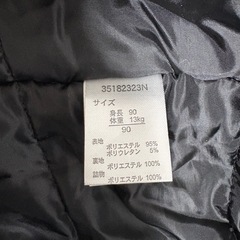 35182323N
サイズ
身長 90
体重 13kg
90
表地 ポリエステル 95%
ポリウレタン 5%
裏地 ポリエステル 100%
詰物 ポリエステル 100%